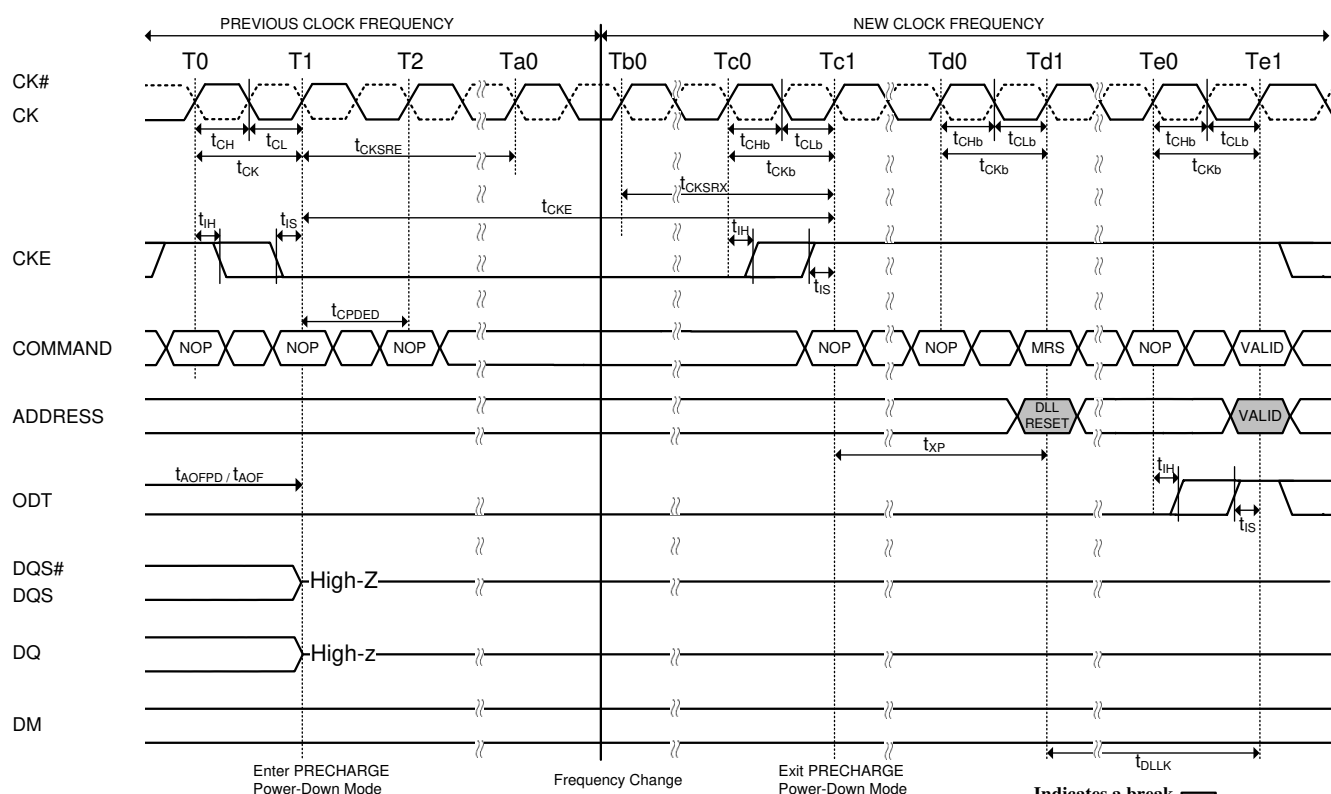 PREVIOUS CLOCK FREQUENCY NEW CLOCK FREQUENCY
T0 T1 T2 Ta0 Tb0 Tc0 Tc1 Td0 Td1 Te0 Te1
CK#
CK
tCH tCL tCHb tCLb tCHb tCLb tCHb tCLb
tCK tCKSRE tCKb tCKb tCKb
tCKSRX
tIH tIS tCKE tIH
CKE
tIS
tCPDED
COMMAND NOP NOP NOP NOP NOP MRS NOP VALID
ADDRESS DLL RESET VALID
tXP
tAOFPD / tAOF tIH
ODT
tIS
DQS# High-Z
DQS
DQ High-z
DM
tDLLK
Enter PRECHARGE Power-Down Mode
Frequency Change
Exit PRECHARGE Power-Down Mode
Indicates a break